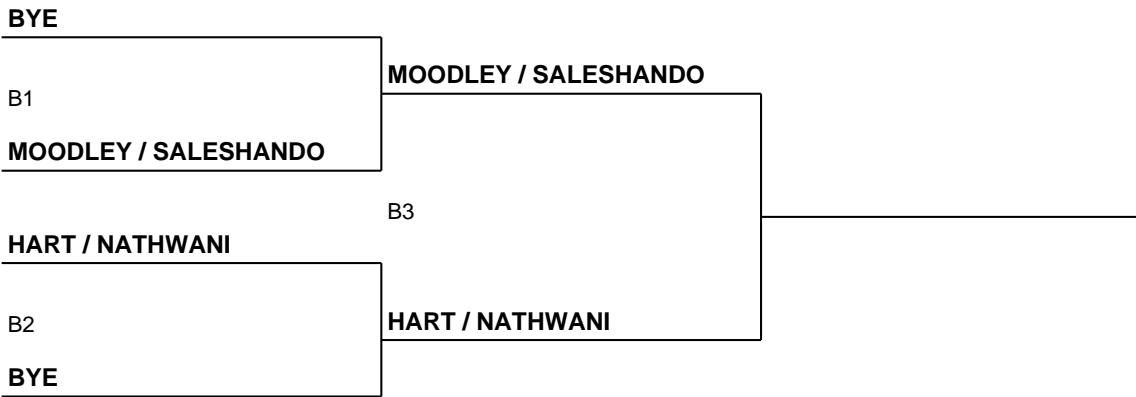 BYE
B1
MOODLEY / SALESHANDO
MOODLEY / SALESHANDO
B3
HART / NATHWANI
B2
HART / NATHWANI
BYE